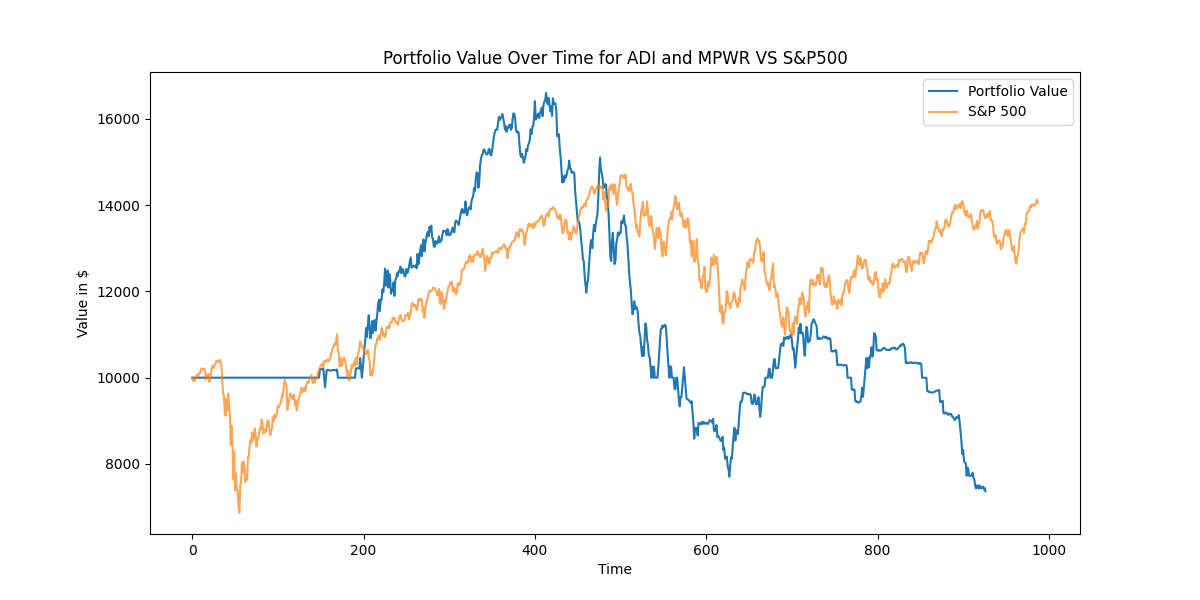 Portfolio Value Over Time for ADI and MPWR VS S&P500
Portfolio Value
S&P 500
Value in $
16000
14000
12000
10000
8000
0 200 400 600 800 1000
Time